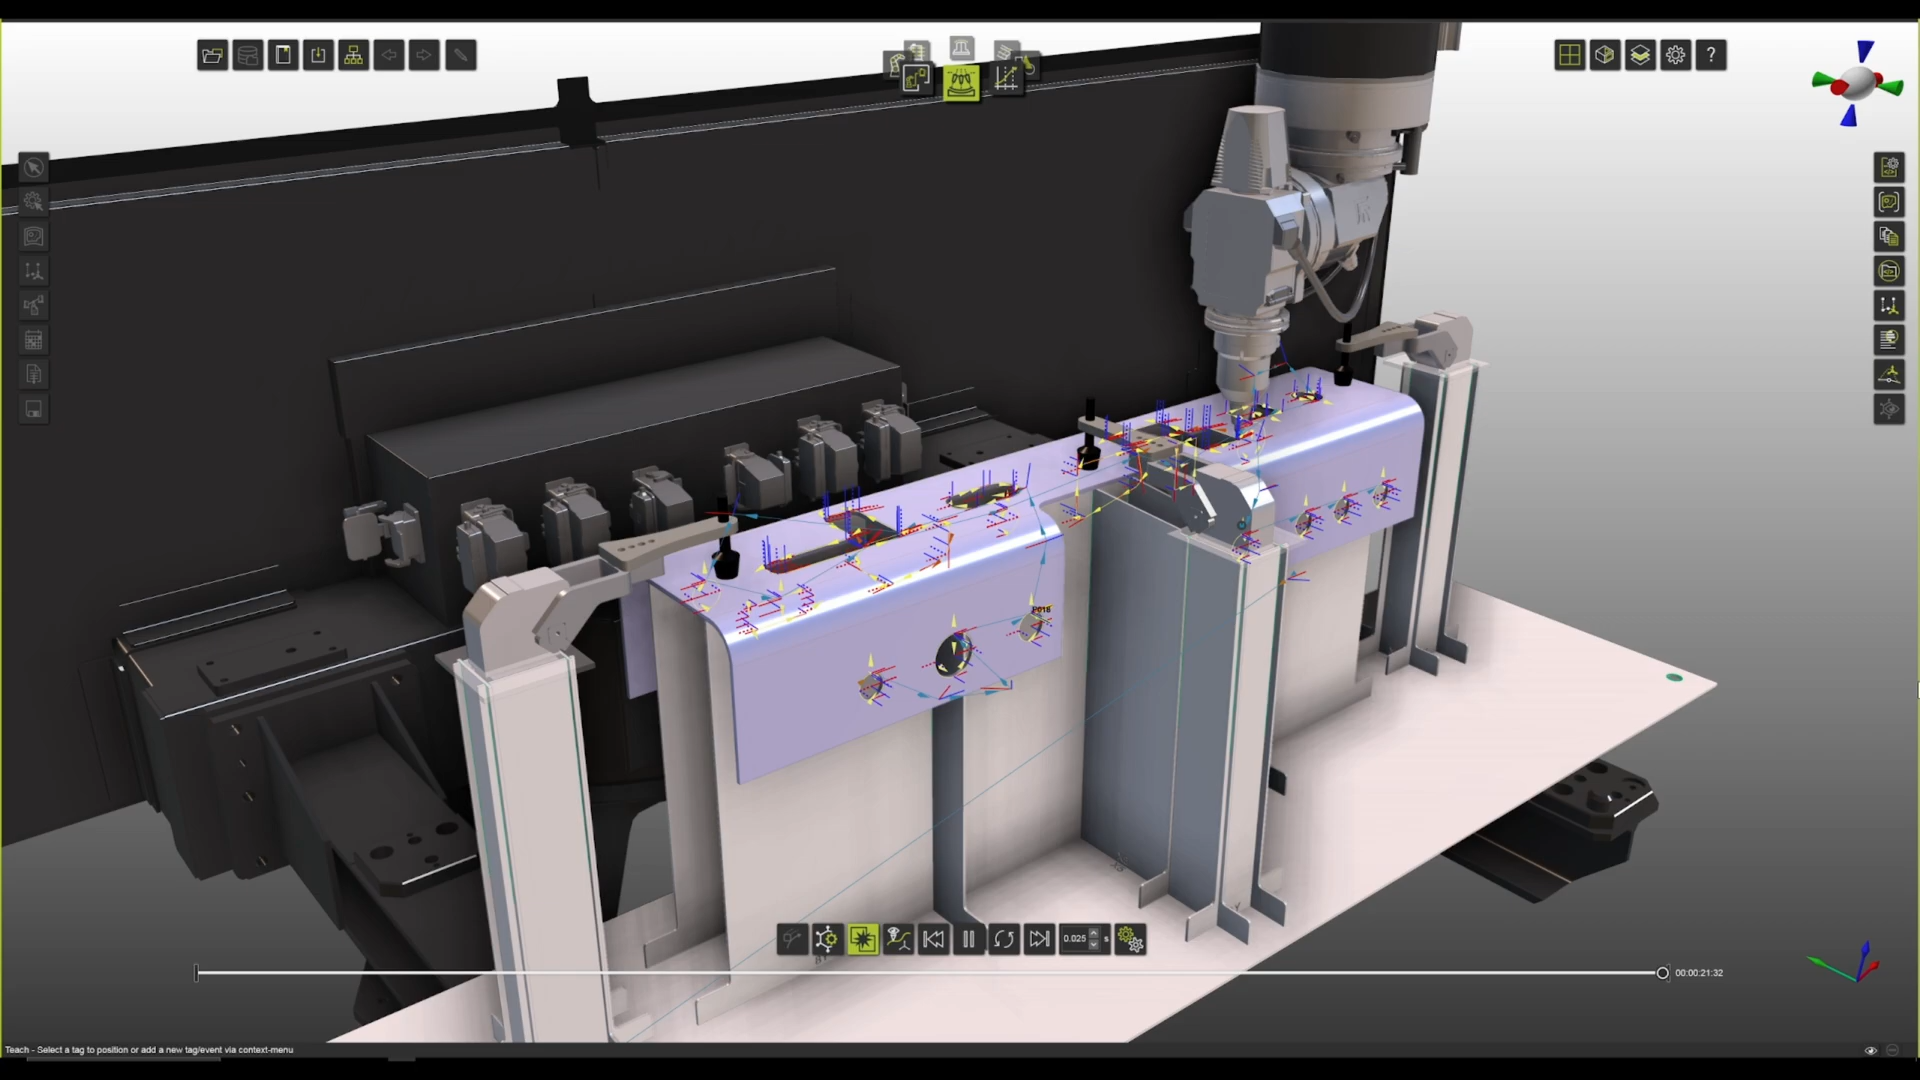 ?
P018
0.025 s
00:00:21:32
Teach - Select a tag to position or add a new tag/event via context-menu